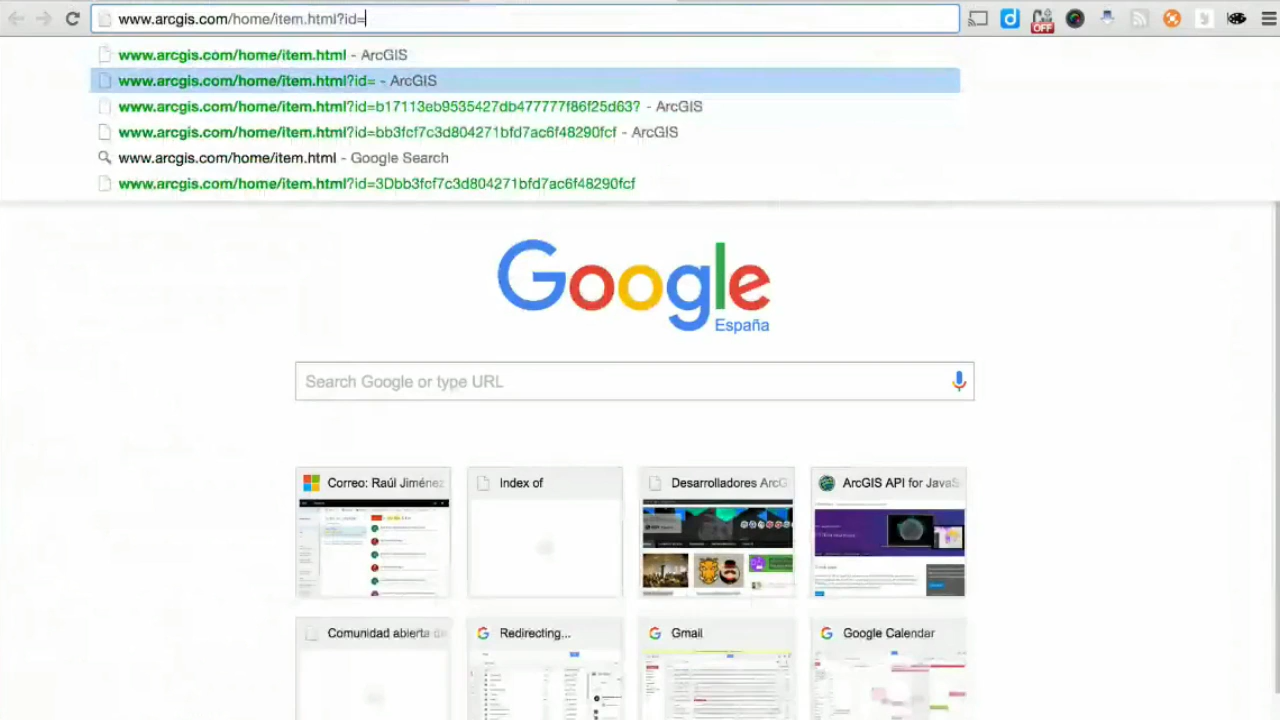 www.arcgis.com/home/item.html?id=
OFF
www.arcgis.com/home/item.html - ArcGIS
www.arcgis.com/home/item.html?id= - ArcGIS
www.arcgis.com/home/item.html?id=b17113eb9535427db477777f86f25d63? - ArcGIS
www.arcgis.com/home/item.html?id=bb3fcf7c3d804271bfd7ac6f48290fcf - ArcGIS
www.arcgis.com/home/item.html - Google Search
www.arcgis.com/home/item.html?id=3Dbb3fcf7c3d804271bfd7ac6f48290fcf
Google
España
Search Google or type URL
Correo: Raúl Jiménez
Index of
Desarrolladores ArcG
ArcGIS API for JavaS
Comunidad abierta de
Redirecting...
Gmail
Google Calendar